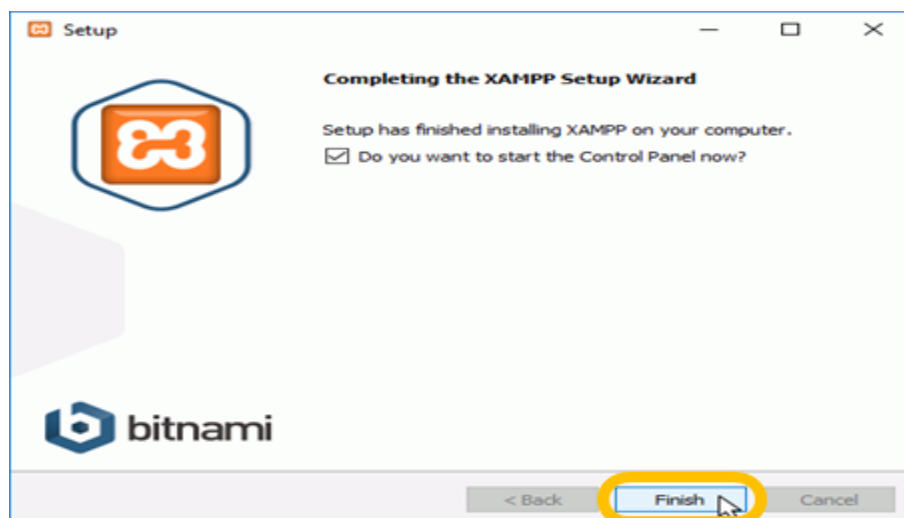 Setup
Completing the XAMPP Setup Wizard
Setup has finished installing XAMPP on your computer.
Do you want to start the Control Panel now?
bitnami
< Back
Finish
Cancel